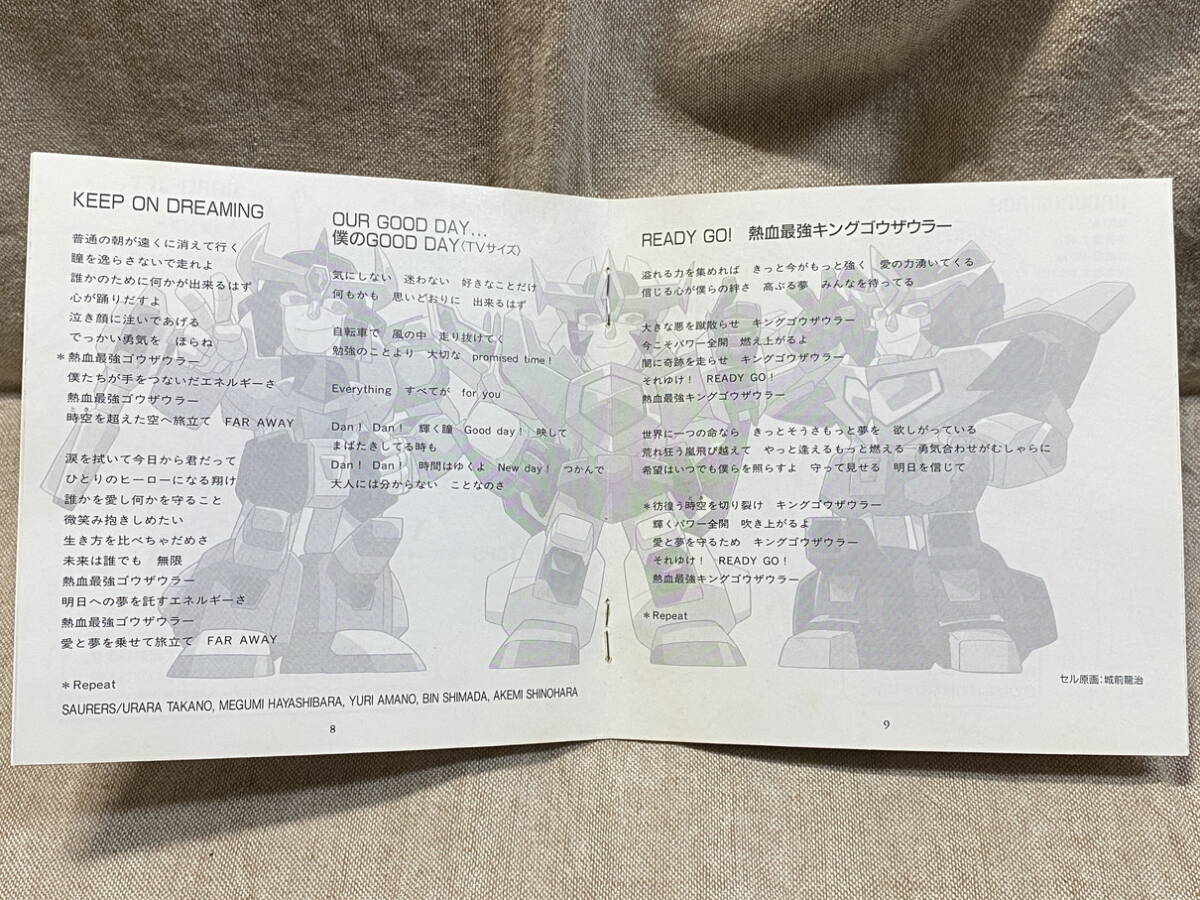 KEEP ON DREAMING
普通の朝が遠くに消えて行く
瞳を逸らさないで走れよ
誰かのために何かが出来るはず
心が踊りだすよ
泣き顔に注いであげる
でっかい勇気を　ほらね
*熱血最強ゴウザウラー
僕たちが手をつないだエネルギーさ
熱血最強ゴウザウラー
時空を超えた空へ旅立て　FAR AWAY
涙を拭いて今日から君だって
ひとりのヒーローになる翔け
誰かを愛し何かを守ること
微笑み抱きしめたい
生き方を比べちゃだめさ
未来は誰でも　無限
熱血最強ゴウザウラー
明日への夢を託すエネルギーさ
熱血最強ゴウザウラー
愛と夢を乗せて旅立て　FAR AWAY
*Repeat
SAURERS/URARA TAKANO, MEGUMI HAYASHIBARA, YURI AMANO, BIN SHIMADA, AKEMI SHINOHARA
8
OUR GOOD DAY…
僕のGOOD DAY〈TVサイズ〉
気にしない　迷わない　好きなことだけ
何もかも　思いどおりに　出来るはず
自転車で　風の中　走り抜けてく
勉強のことより　大切な　promised time!
Everything　すべてが　for you
Dan!　Dan!　輝く瞳　Good day!　映して
まばたきしてる時も
Dan!　Dan!　時間はゆくよ　New day!　つかんで
大人には分からない　ことなのさ
READY GO!　熱血最強キングゴウザウラー
溢れる力を集めれば　きっと今がもっと強く　愛の力湧いてくる
信じる心が僕らの絆さ　高ぶる夢　みんなを待ってる
大きな悪を蹴散らせ　キングゴウザウラー
今こそパワー全開　燃え上がるよ
闇に奇跡を走らせ　キングゴウザウラー
それゆけ!　READY GO!
熱血最強キングゴウザウラー
世界に一つの命なら　きっとそうさもっと夢を　欲しがっている
荒れ狂う嵐飛び越えて　やっと逢えるもっと燃える　勇気合わせがむしゃらに
希望はいつでも僕らを照らすよ　守って見せる　明日を信じて
*彷徨う時空を切り裂け　キングゴウザウラー
輝くパワー全開　吹き上がるよ
愛と夢を守るため　キングゴウザウラー
それゆけ!　READY GO!
熱血最強キングゴウザウラー
*Repeat
セル原画：城前龍治
9